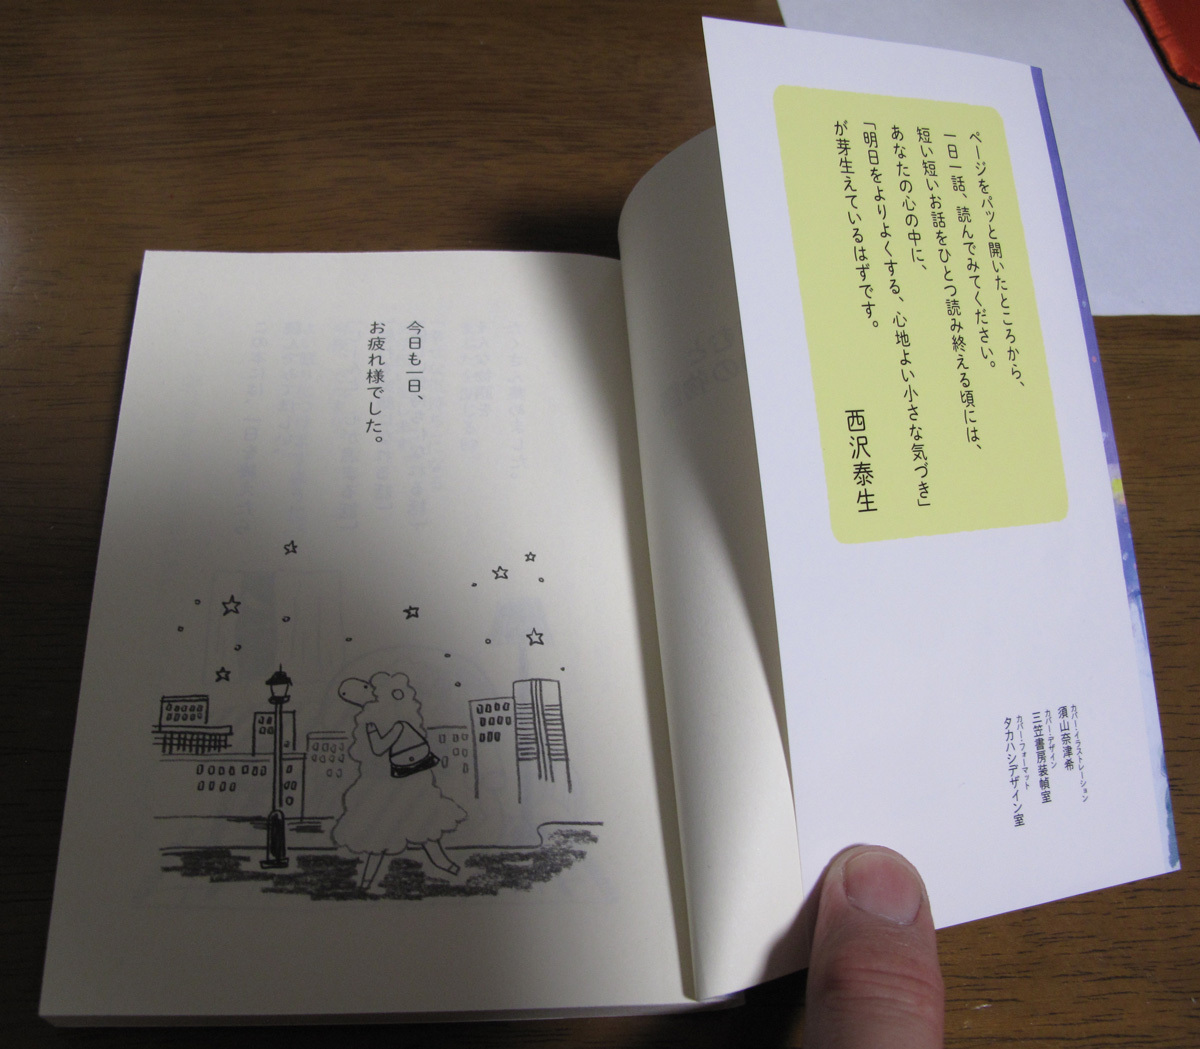 ページをパッと開いたところから、
一日一話、読んでみてください。
短い短いお話をひとつ読み終える頃には、
あなたの心の中に、
「明日をよりよくする、心地よい小さな気づき」
が芽生えているはずです。
西沢泰生
カバーイラストレーション
須山奈津希
カバーデザイン
三笠書房装幀室
カバーフォーマット
タカハシデザイン室
今日も一日、
お疲れ様でした。